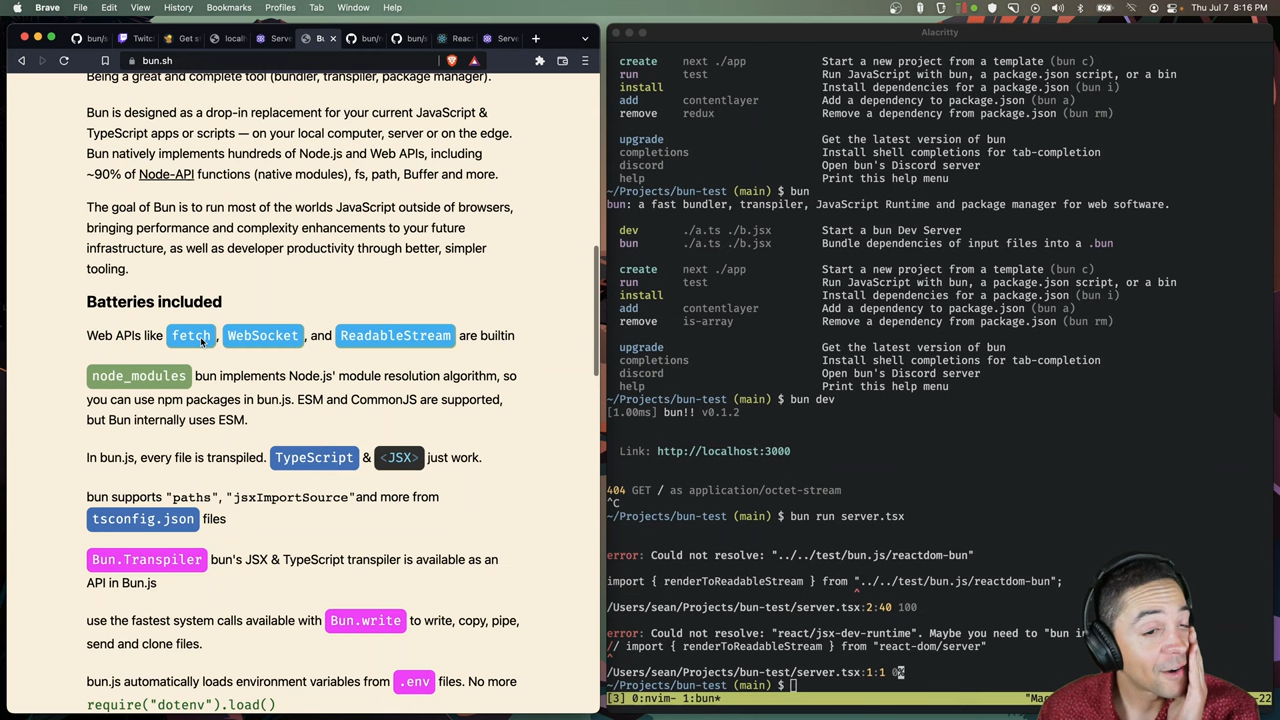 Brave File Edit View History Bookmarks Profiles Tab Window Help
Thu Jul 7 8:16 PM
bun/s
Twitc
Get st
localh
Serve
Bu
bun/r
bun/s
React
Serve
bun.sh
Being a great and complete tool (bundler, transpiler, package manager).
Bun is designed as a drop-in replacement for your current JavaScript &
TypeScript apps or scripts — on your local computer, server or on the edge.
Bun natively implements hundreds of Node.js and Web APIs, including
~90% of Node-API functions (native modules), fs, path, Buffer and more.
The goal of Bun is to run most of the worlds JavaScript outside of browsers,
bringing performance and complexity enhancements to your future
infrastructure, as well as developer productivity through better, simpler
tooling.
Batteries included
Web APIs like fetch, WebSocket, and ReadableStream are builtin
node_modules bun implements Node.js' module resolution algorithm, so
you can use npm packages in bun.js. ESM and CommonJS are supported,
but Bun internally uses ESM.
In bun.js, every file is transpiled. TypeScript & <JSX> just work.
bun supports "paths", "jsxImportSource"and more from
tsconfig.json files
Bun.Transpiler bun's JSX & TypeScript transpiler is available as an
API in Bun.js
use the fastest system calls available with Bun.write to write, copy, pipe,
send and clone files.
bun.js automatically loads environment variables from .env files. No more
require("dotenv").load()
Alacritty
create next ./app Start a new project from a template (bun c)
run test Run JavaScript with bun, a package.json script, or a bin
install Install dependencies for package.json (bun i)
add contentlayer Add a dependency to package.json (bun a)
remove redux Remove a dependency from package.json (bun rm)
upgrade Get the latest version of bun
completions Install shell completions for tab-completion
discord Open bun's Discord server
help Print this help menu
~/Projects/bun-test (main) $ bun
bun: a fast bundler, transpiler, JavaScript Runtime and package manager for web software.
dev ./a.ts ./b.jsx Start a bun Dev Server
bun ./a.ts ./b.jsx Bundle dependencies of input files into a .bun
create next ./app Start a new project from a template (bun c)
run test Run JavaScript with bun, a package.json script, or a bin
install Install dependencies for package.json (bun i)
add contentlayer Add a dependency to package.json (bun a)
remove is-array Remove a dependency from package.json (bun rm)
upgrade Get the latest version of bun
completions Install shell completions for tab-completion
discord Open bun's Discord server
help Print this help menu
~/Projects/bun-test (main) $ bun dev
[1.00ms] bun!! v0.1.2
Link: http://localhost:3000
404 GET / as application/octet-stream
^C
~/Projects/bun-test (main) $ bun run server.tsx
error: Could not resolve: "../../test/bun.js/reactdom-bun"
import { renderToReadableStream } from "../../test/bun.js/reactdom-bun";
^
/Users/sean/Projects/bun-test/server.tsx:2:40 100
error: Could not resolve: "react/jsx-dev-runtime". Maybe you need to "bun in
// import { renderToReadableStream } from "react-dom/server"
^
/Users/sean/Projects/bun-test/server.tsx:1:1 0%
~/Projects/bun-test (main) $
[3] 0:nvim- 1:bun* "Mac
-22